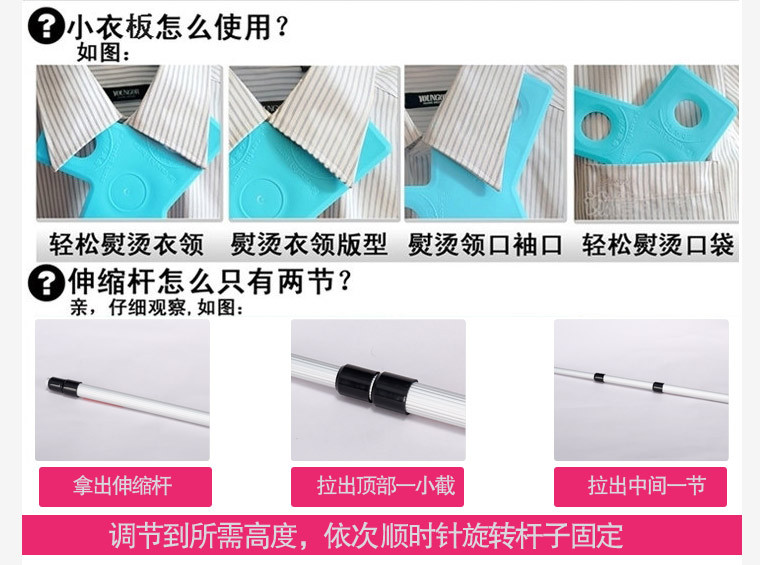 ?小衣板怎么使用?
如图:
YOUNGOR
YOUNGOR
轻松熨烫衣领
熨烫衣领版型
熨烫领口袖口
轻松熨烫口袋
?伸缩杆怎么只有两节?
亲，仔细观察,如图:
拿出伸缩杆
拉出顶部一小截
拉出中间一节
调节到所需高度，依次顺时针旋转杆子固定